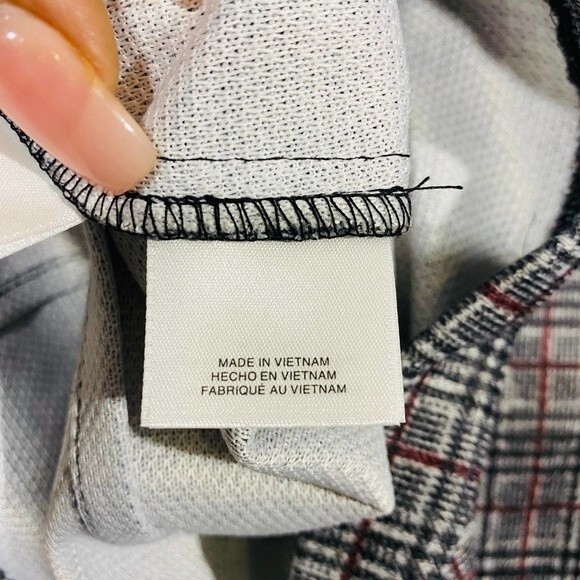 MADE IN VIETNAM
HECHO EN VIETNAM
FABRIQUÉ AU VIETNAM